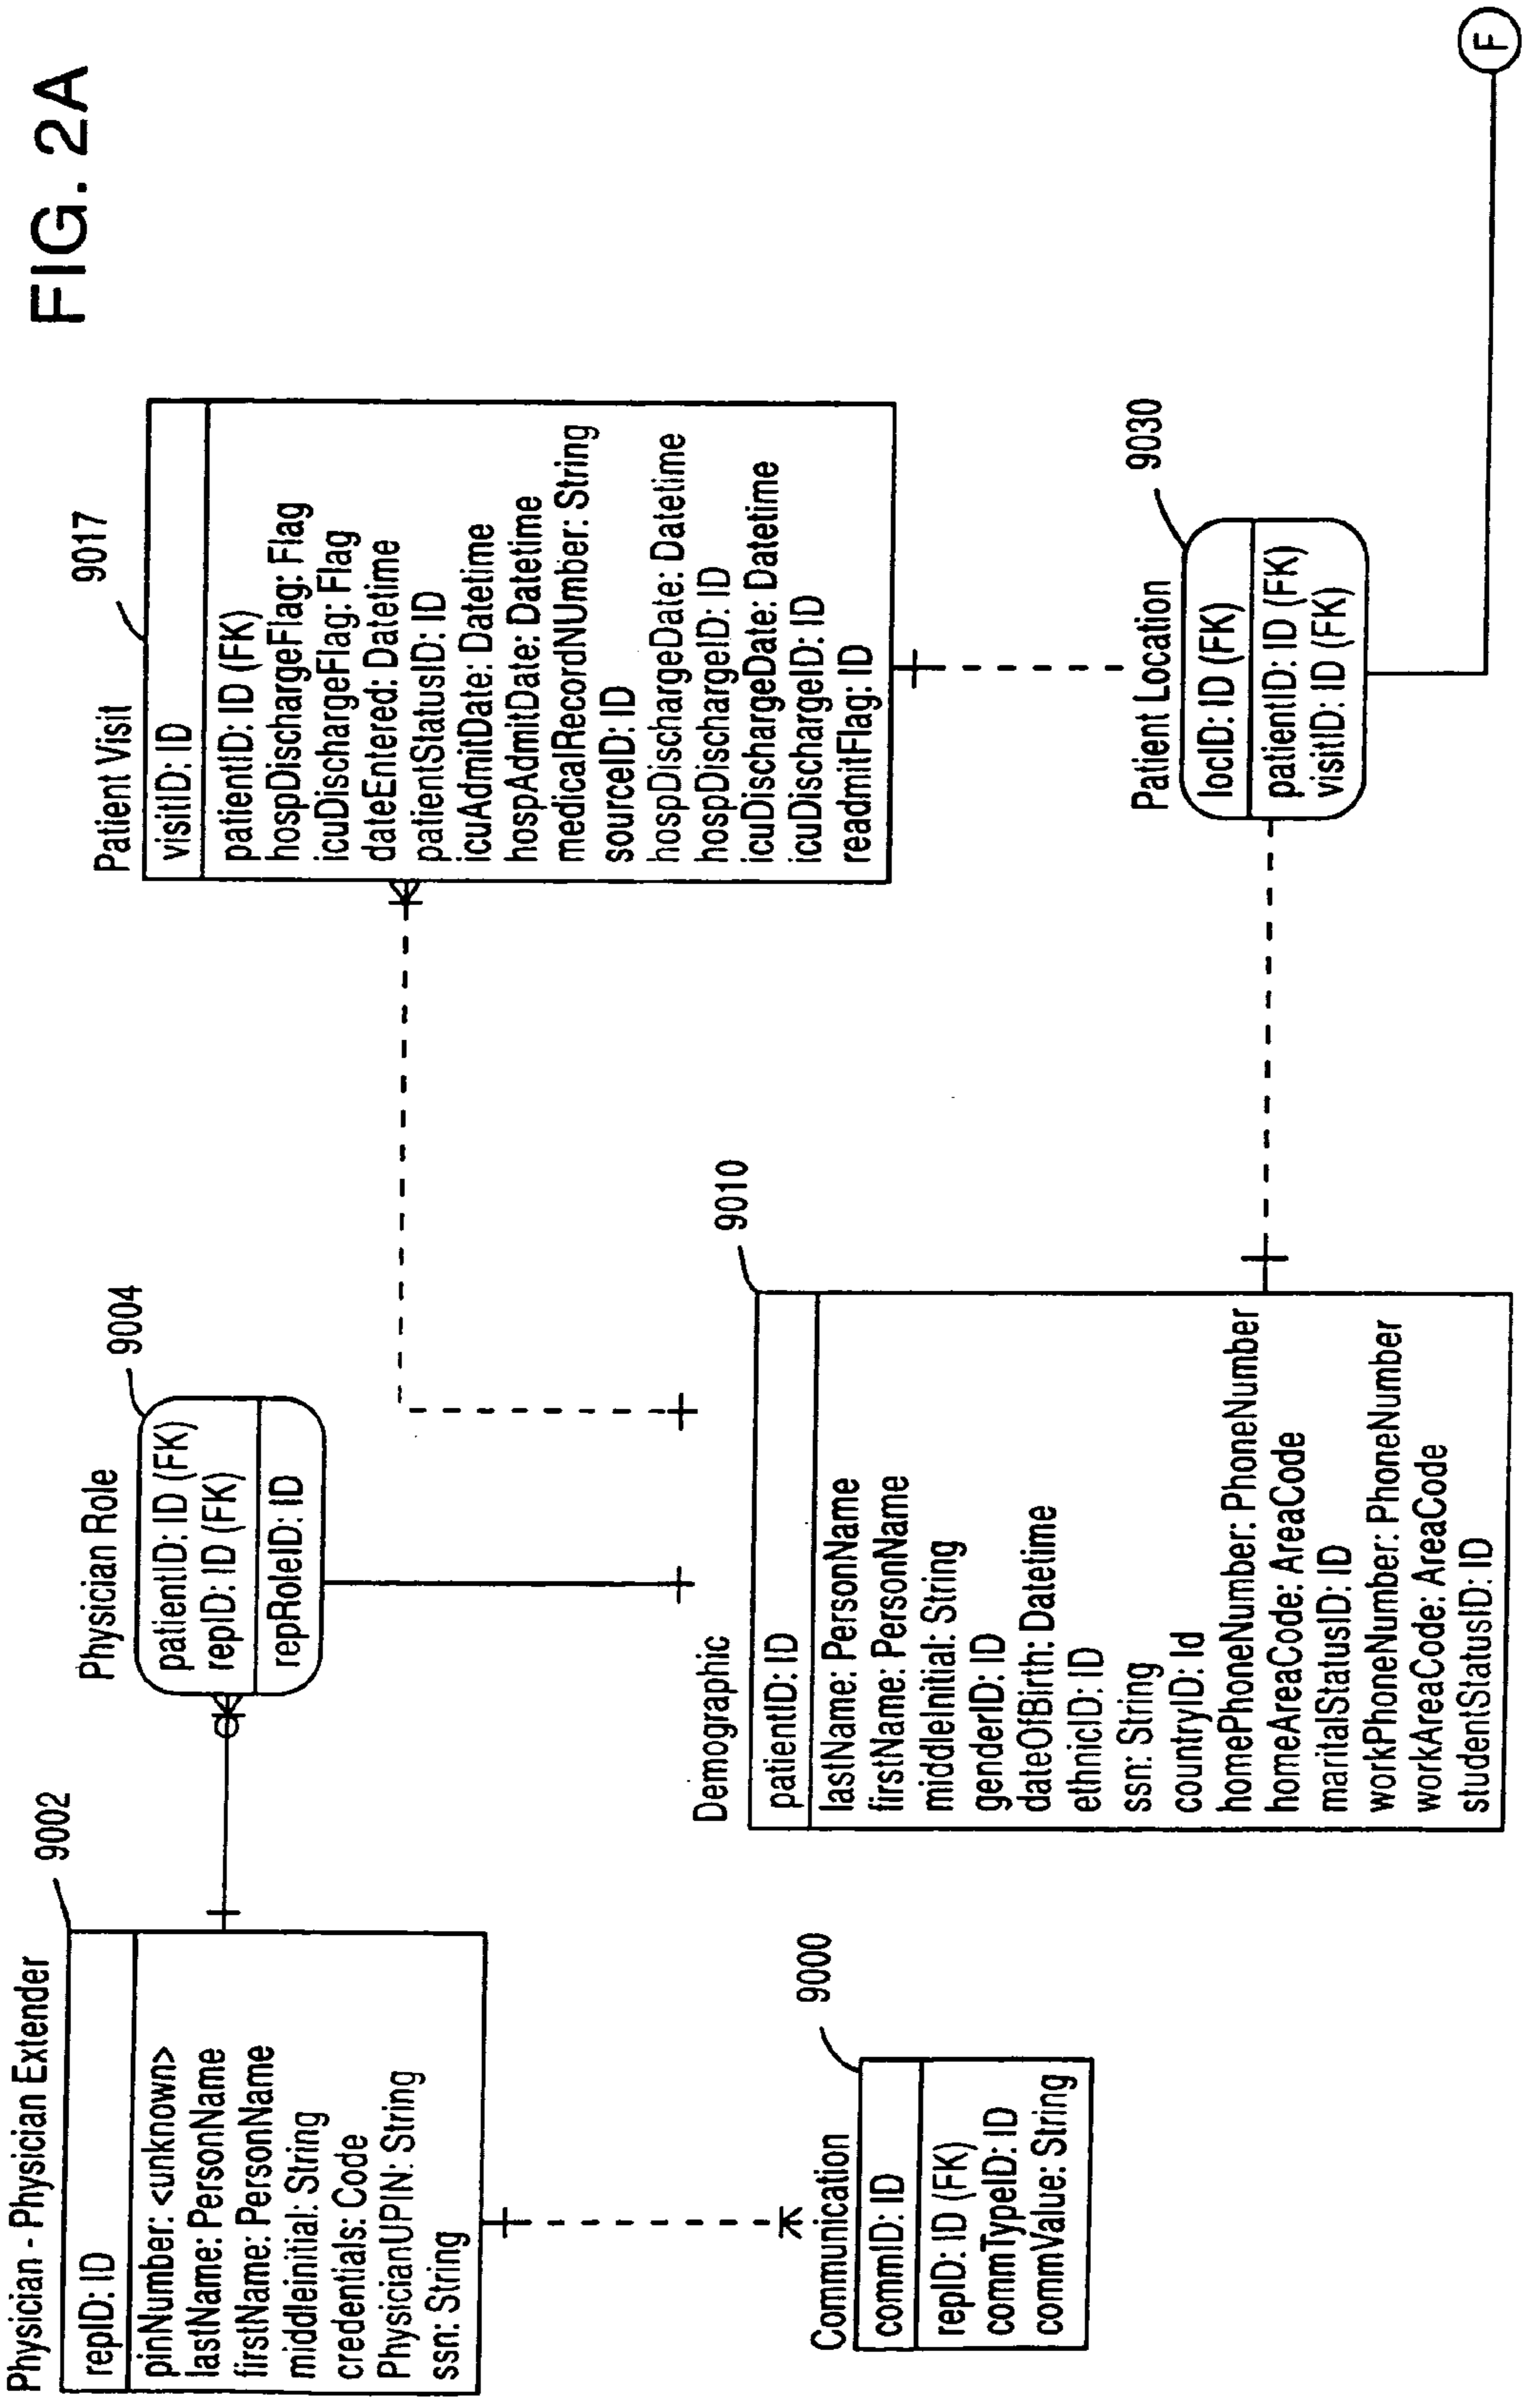 FIG. 2A
Physician - Physician Extender
9002
repID: ID
pinNumber: <unknown>
lastName: PersonName
firstName: PersonName
middleinitial: String
credentials: Code
PhysicianUPIN: String
ssn: String
Physician Role
9004
patientID: ID (FK)
repID: ID (FK)
repRoleID: ID
Patient Visit
9017
visitID: ID
patientID: ID (FK)
hospDischargeFlag: Flag
icuDischargeFlag: Flag
dateEntered: Datetime
patientStatusID: ID
icuAdmitDate: Datetime
hospAdmitDate: Datetime
medicalRecordNUmber: String
sourceID: ID
hospDischargeDate: Datetime
hospDischargeID: ID
icuDischargeDate: Datetime
icuDischargeID: ID
readmitFlag: ID
Communication
9000
commID: ID
repID: ID (FK)
commTypeID: ID
commValue: String
Demographic
9010
patientID: ID
lastName: PersonName
firstName: PersonName
middleInitial: String
genderID: ID
dateOfBirth: Datetime
ethnicID: ID
ssn: String
countryID: Id
homePhoneNumber: PhoneNumber
homeAreaCode: AreaCode
maritalStatusID: ID
workPhoneNumber: PhoneNumber
workAreaCode: AreaCode
studentStatusID: ID
Patient Location
9030
locID: ID (FK)
patientID: ID (FK)
visitID: ID (FK)
F